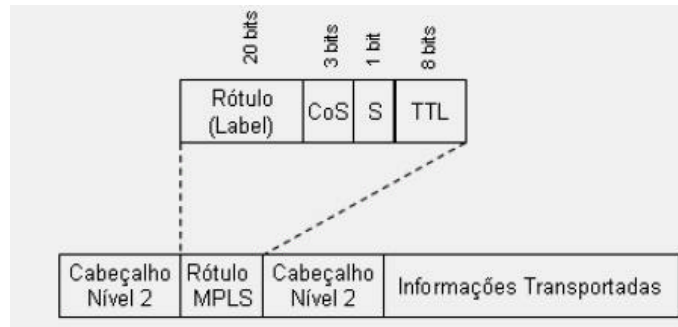 20 bits
3 bits
1 bit
8 bits
Rótulo
(Label)
CoS
S
TTL
Cabeçalho
Nível 2
Rótulo
MPLS
Cabeçalho
Nível 2
Informações Transportadas